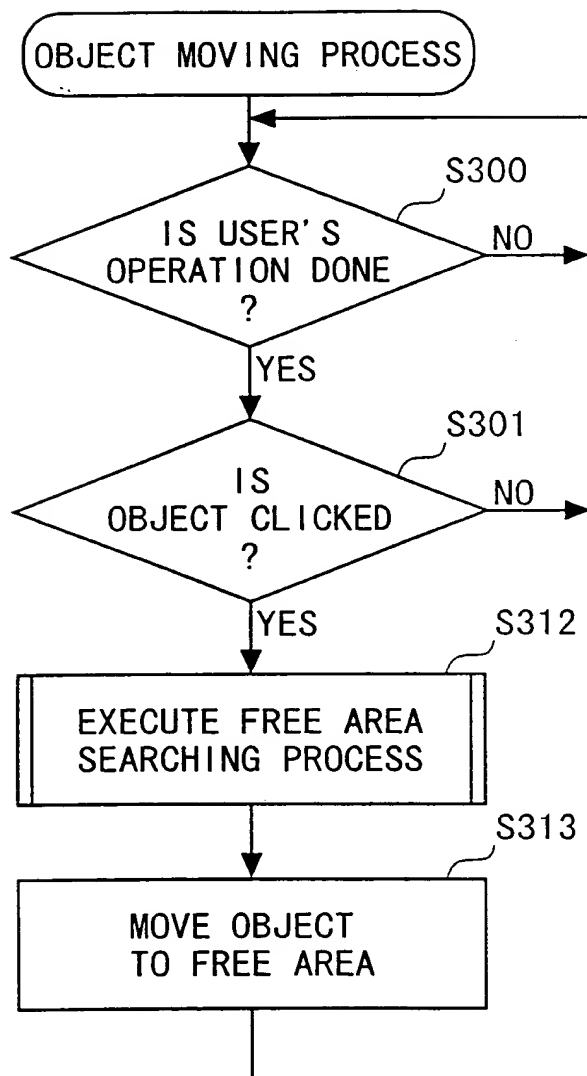 OBJECT MOVING PROCESS
S300
IS USER'S
OPERATION DONE
?
NO
YES
S301
IS
OBJECT CLICKED
?
NO
YES
S312
EXECUTE FREE AREA
SEARCHING PROCESS
S313
MOVE OBJECT
TO FREE AREA